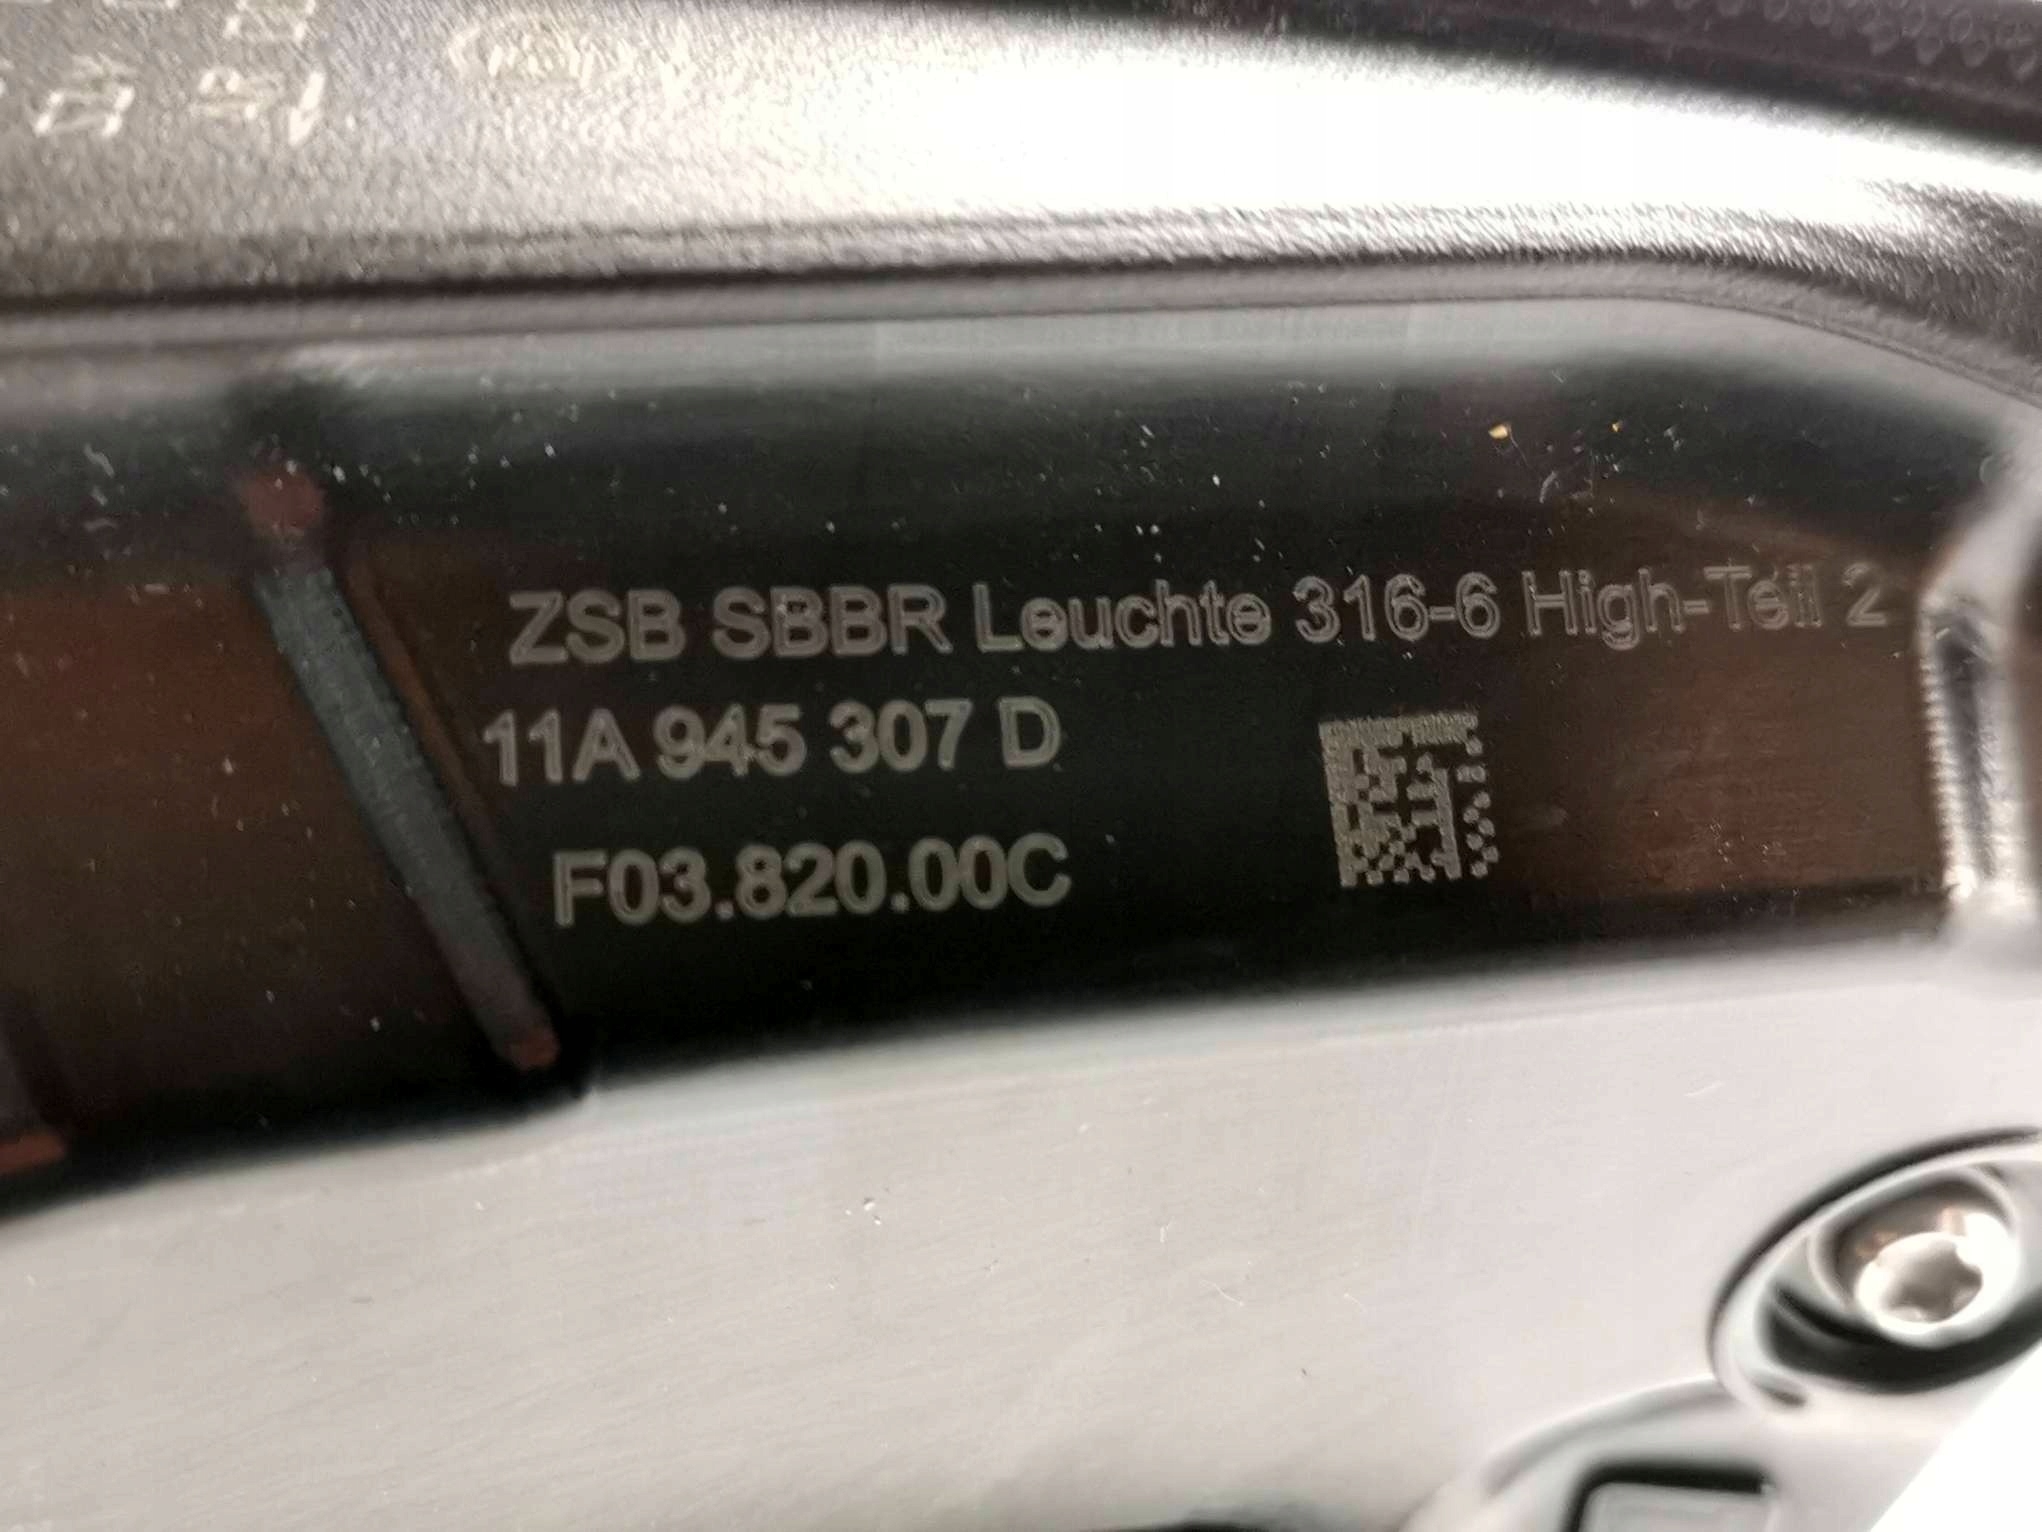 ZSB SBBR Leuchte 316-6 High-Teil 2
11A 945 307 D
F03.820.00C